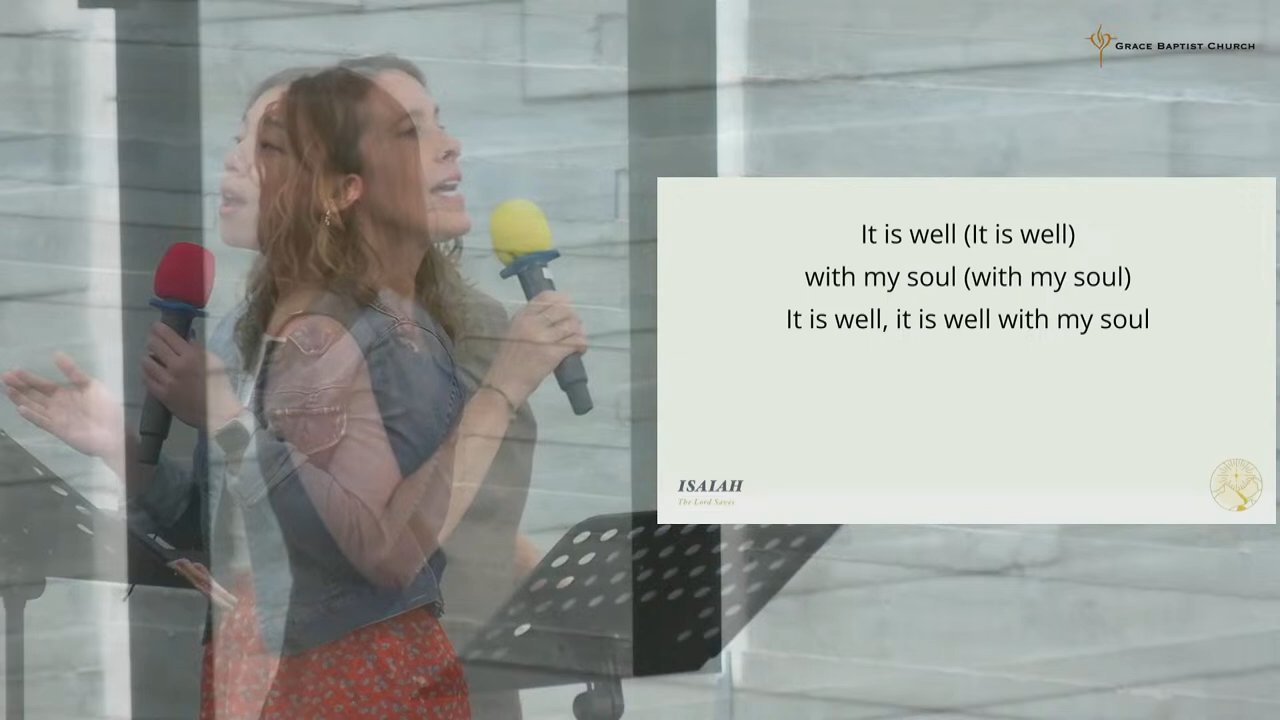 GRACE BAPTIST CHURCH
It is well (It is well)
with my soul (with my soul)
It is well, it is well with my soul
ISAIAH
The Lord Saves